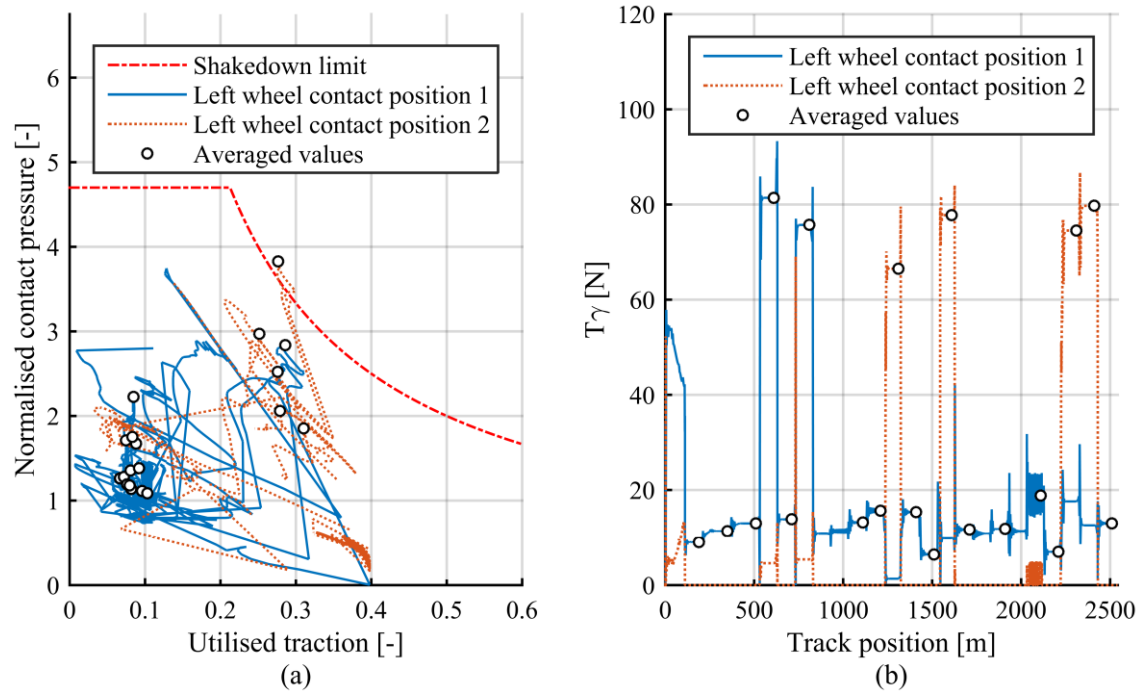 Shakedown limit
Left wheel contact position 1
Left wheel contact position 2
Averaged values
Normalised contact pressure [-]
6
5
4
3
2
1
0
0
0.1
0.2
0.3
0.4
0.5
0.6
Utilised traction [-]
(a)
Left wheel contact position 1
Left wheel contact position 2
Averaged values
Tγ [N]
120
100
80
60
40
20
0
0
500
1000
1500
2000
2500
Track position [m]
(b)